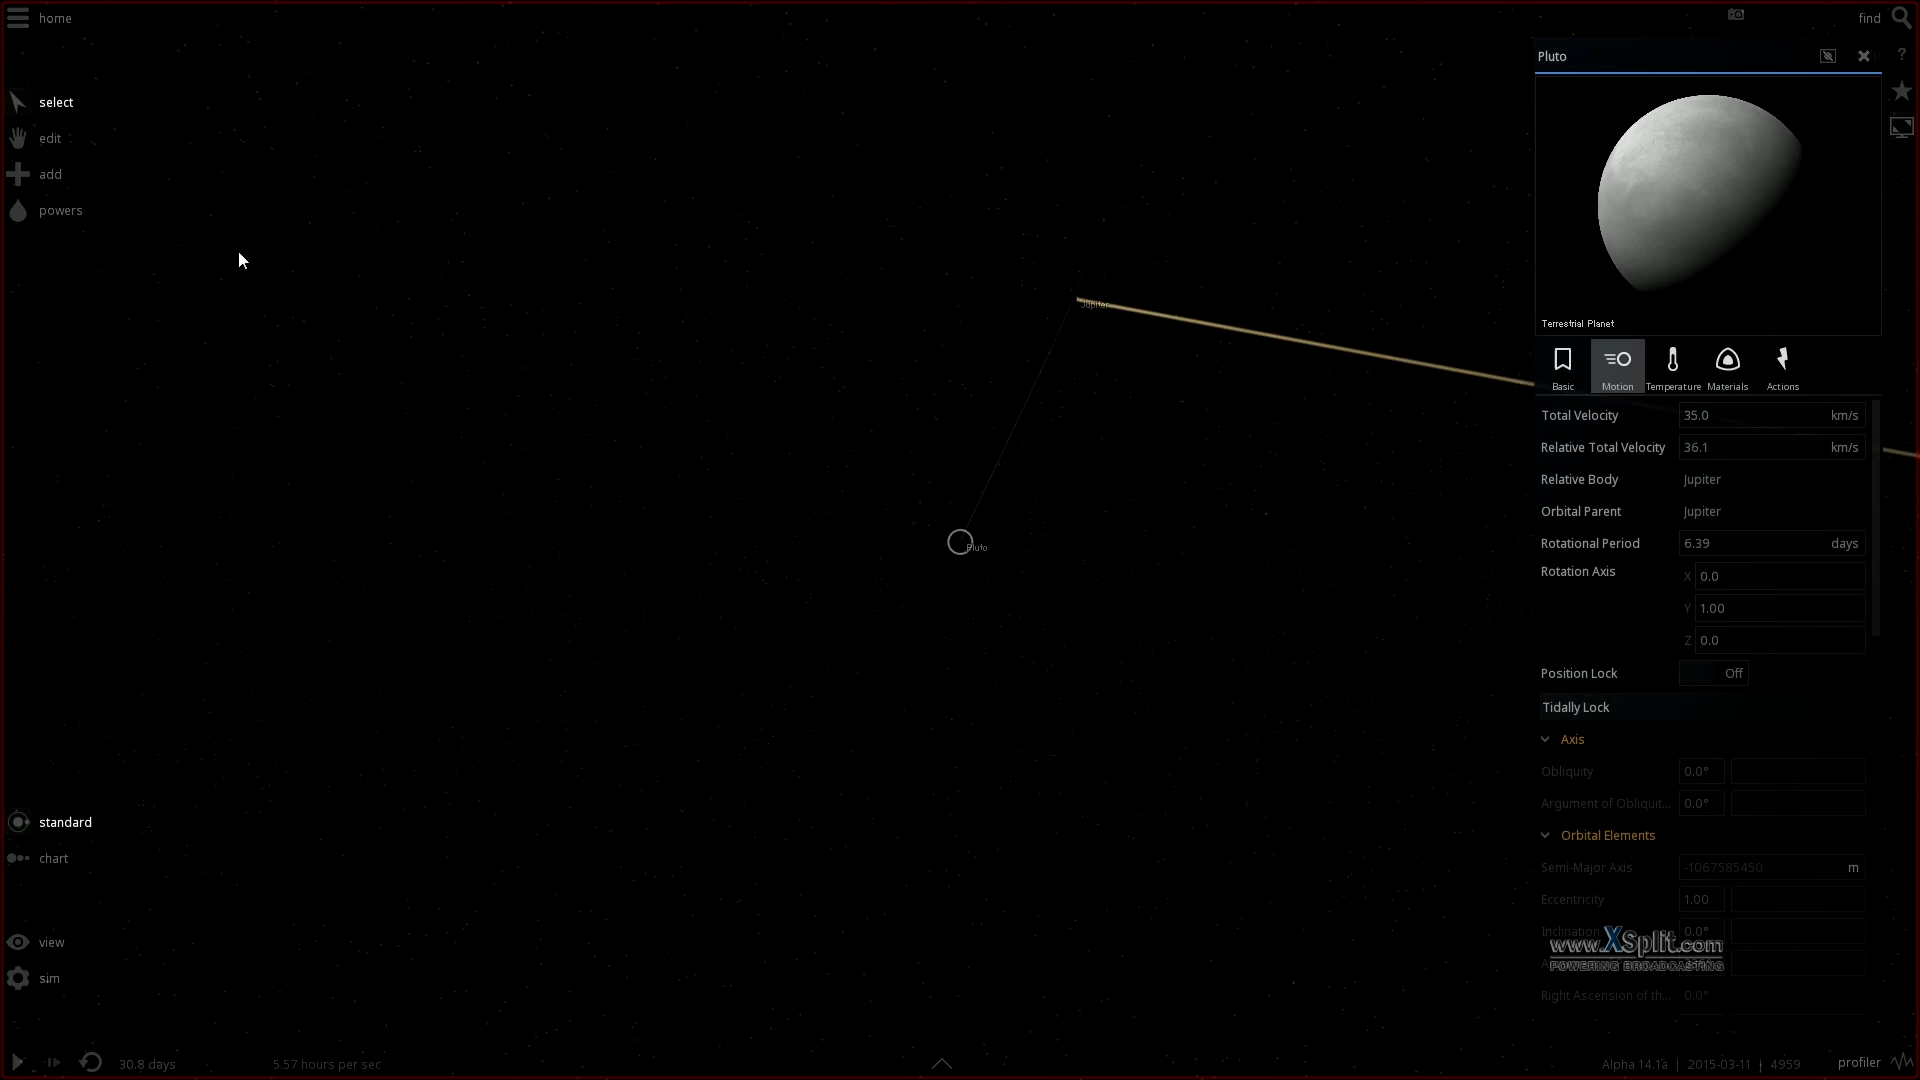 home
find
Pluto
?
select
edit
add
powers
Jupiter
Pluto
Terrestrial Planet
Basic Motion Temperature Materials Actions
Total Velocity 35.0 km/s
Relative Total Velocity 36.1 km/s
Relative Body Jupiter
Orbital Parent Jupiter
Rotational Period 6.39 days
Rotation Axis X 0.0
Y 1.00
Z 0.0
Position Lock Off
Tidally Lock
Axis
Obliquity 0.0°
Argument of Obliquit... 0.0°
Orbital Elements
Semi-Major Axis -1067585450 m
Eccentricity 1.00
Inclination 0.0°
www.XSplit.com
POWERING BROADCASTING
Right Ascension of th... 0.0°
standard
chart
view
sim
30.8 days
5.57 hours per sec
Alpha 14.1a | 2015-03-11 | 4959
profiler